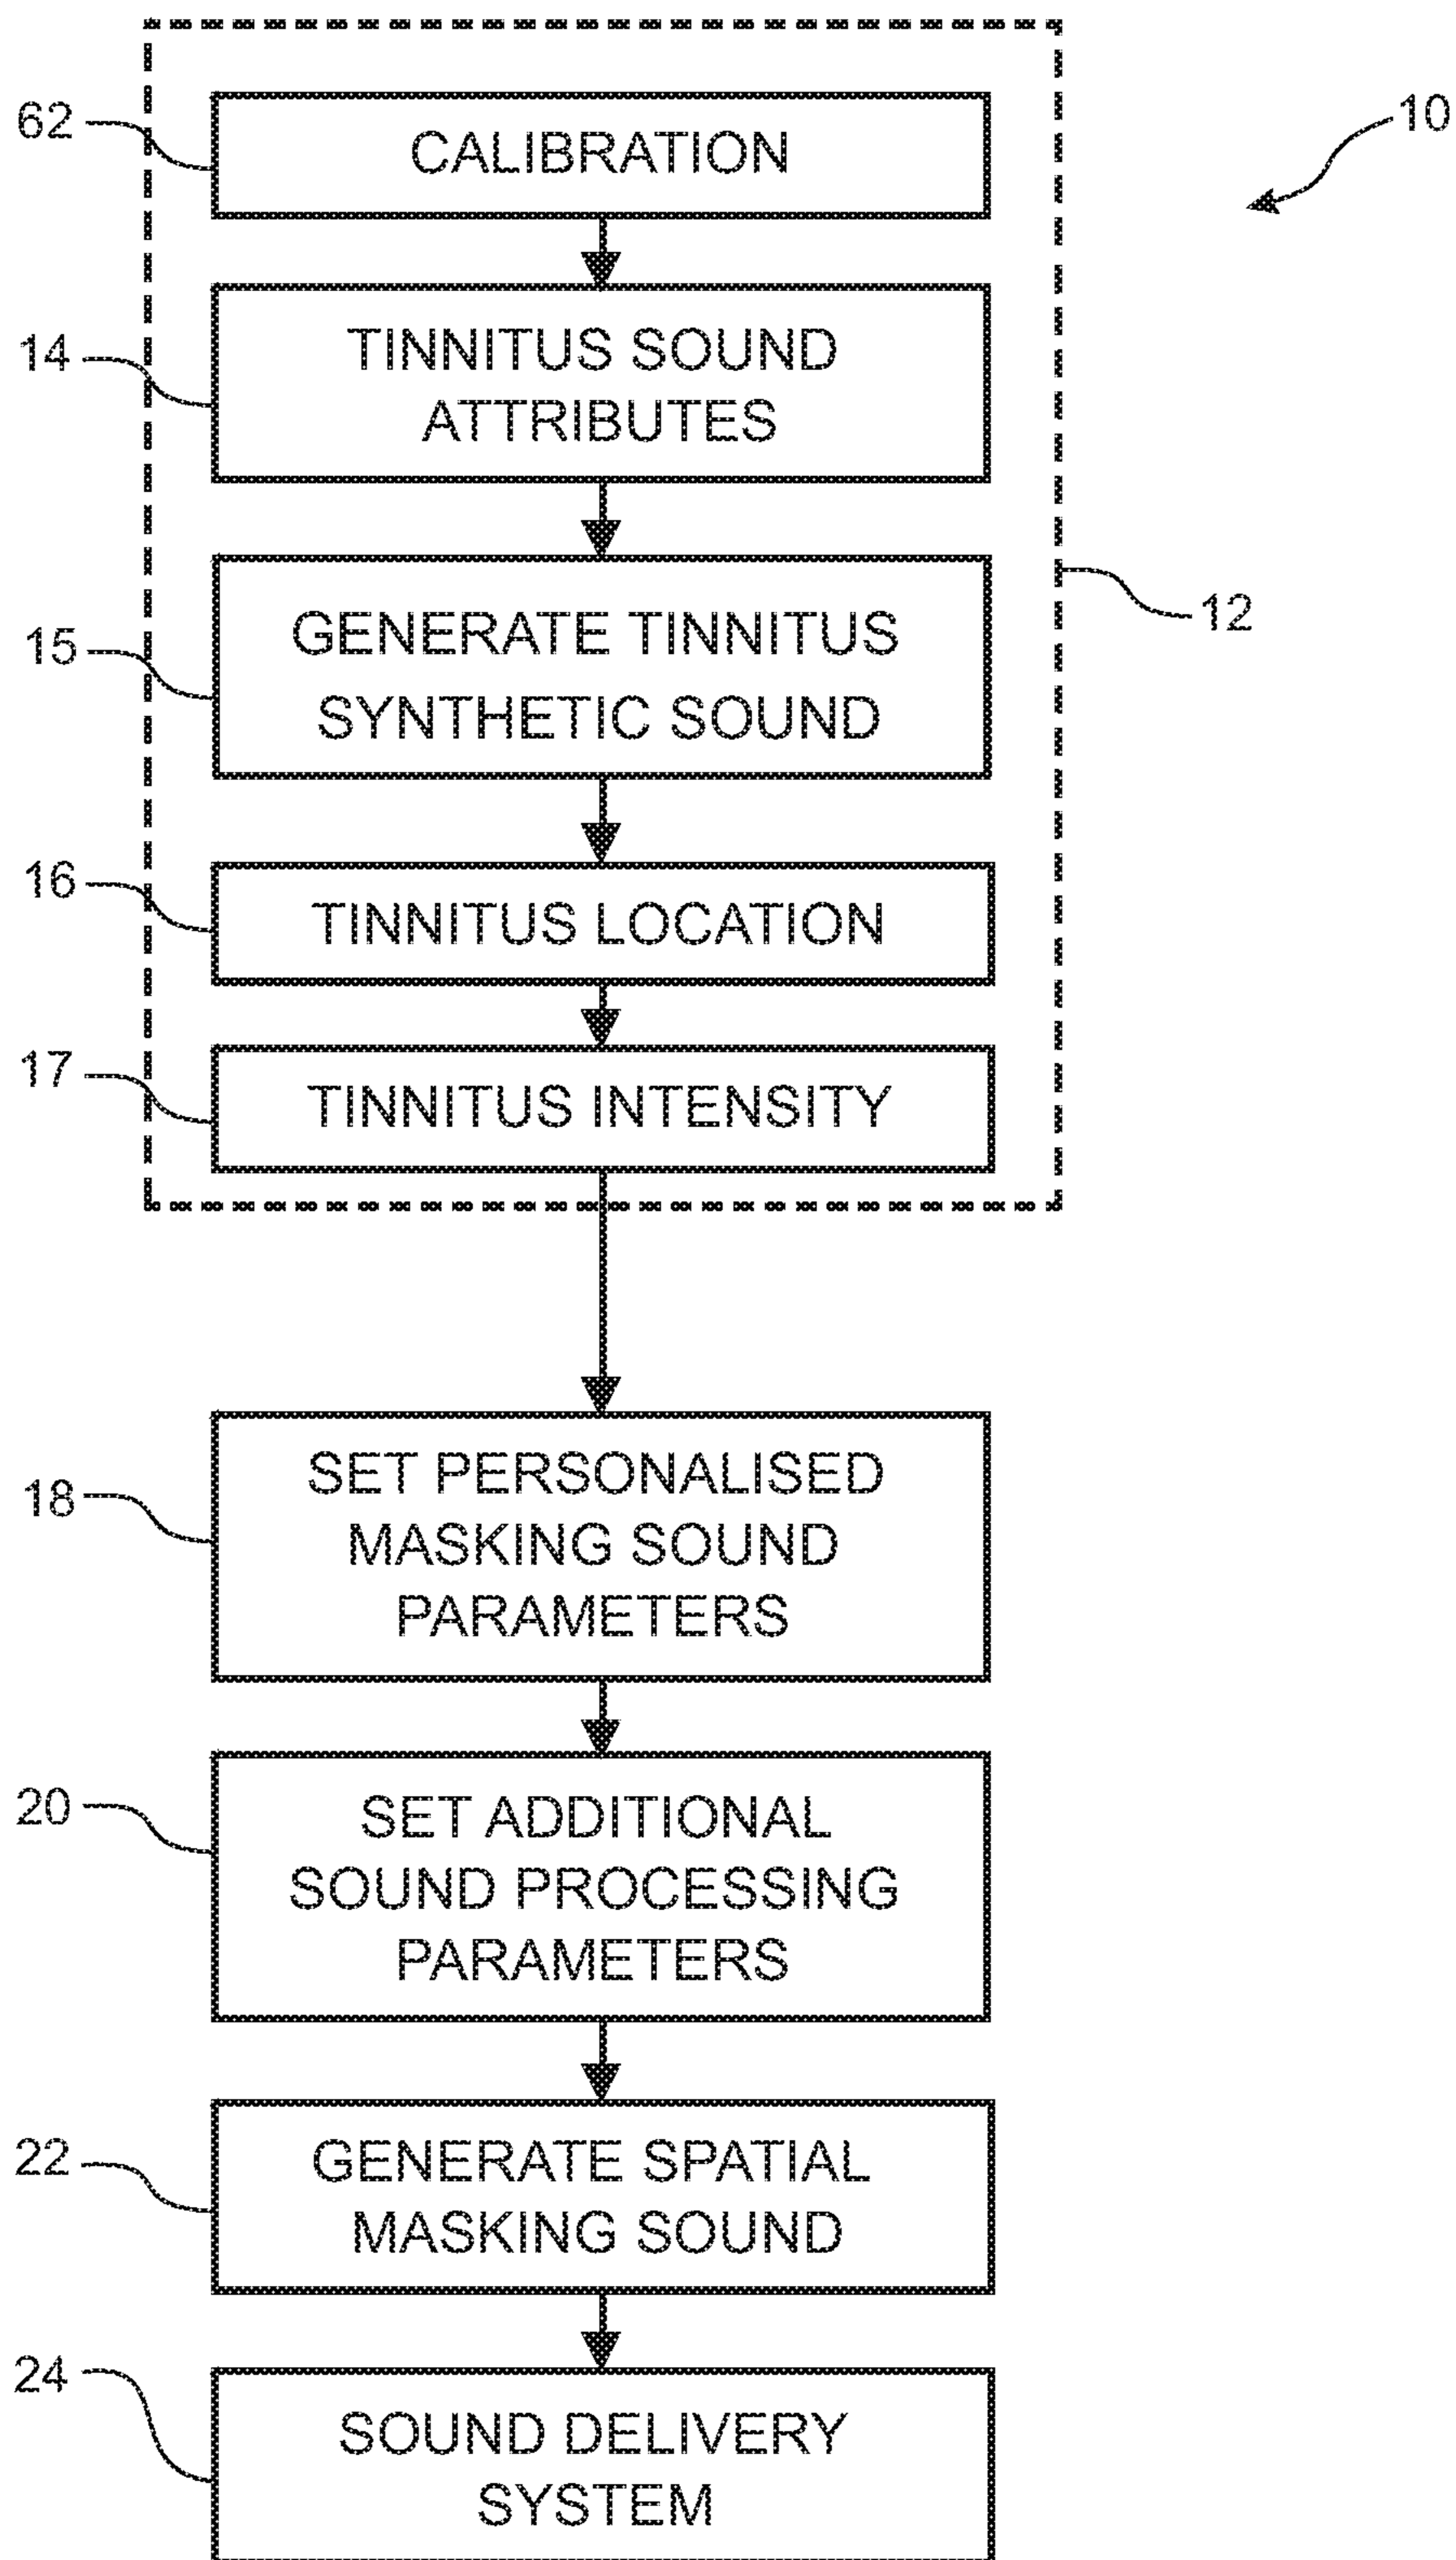 62
CALIBRATION
10
14
TINNITUS SOUND
ATTRIBUTES
15
GENERATE TINNITUS
SYNTHETIC SOUND
12
16
TINNITUS LOCATION
17
TINNITUS INTENSITY
18
SET PERSONALISED
MASKING SOUND
PARAMETERS
20
SET ADDITIONAL
SOUND PROCESSING
PARAMETERS
22
GENERATE SPATIAL
MASKING SOUND
24
SOUND DELIVERY
SYSTEM